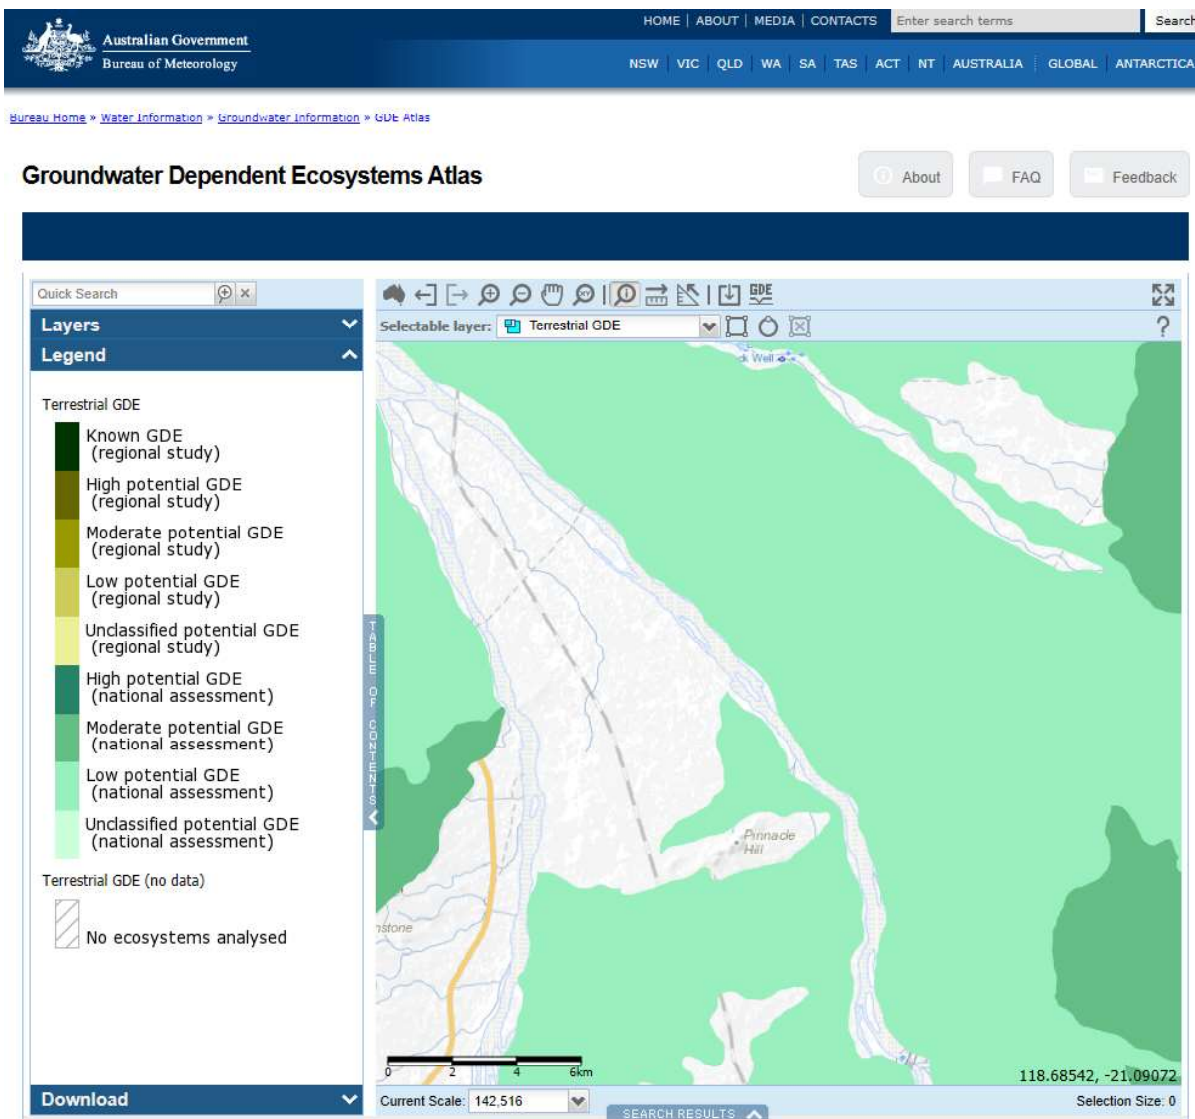 HOME | ABOUT | MEDIA | CONTACTS
Enter search terms
Search
Australian Government
Bureau of Meteorology
NSW VIC QLD WA SA TAS ACT NT AUSTRALIA GLOBAL ANTARCTICA
Bureau Home » Water Information » Groundwater Information » GDE Atlas
Groundwater Dependent Ecosystems Atlas
About
FAQ
Feedback
Quick Search
Layers
Legend
Terrestrial GDE
Known GDE
(regional study)
High potential GDE
(regional study)
Moderate potential GDE
(regional study)
Low potential GDE
(regional study)
Unclassified potential GDE
(regional study)
High potential GDE
(national assessment)
Moderate potential GDE
(national assessment)
Low potential GDE
(national assessment)
Unclassified potential GDE
(national assessment)
Terrestrial GDE (no data)
No ecosystems analysed
Download
TABLE OF CONTENTS
XY
GDE
Selectable layer: Terrestrial GDE
?
k Well
Pinnacle
Hill
nstone
0 2 4 6km
118.68542, -21.09072
Current Scale: 142,516
SEARCH RESULTS
Selection Size: 0